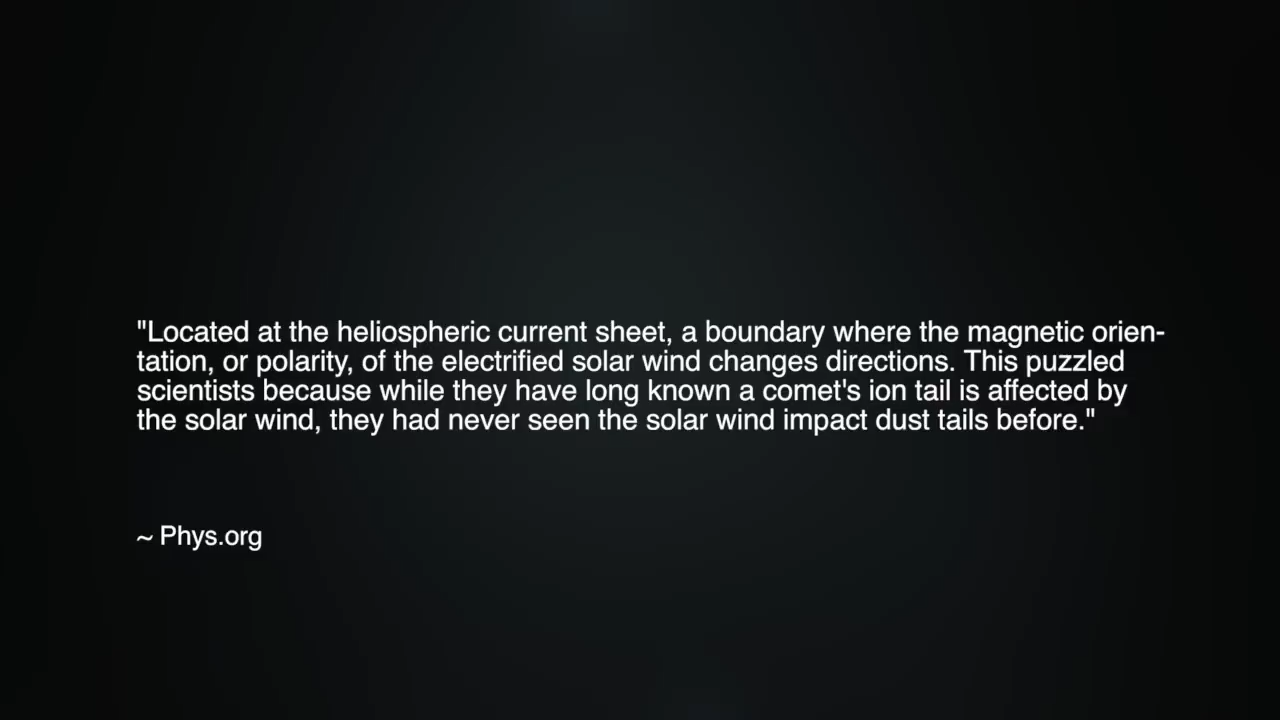 "Located at the heliospheric current sheet, a boundary where the magnetic orien-
tation, or polarity, of the electrified solar wind changes directions. This puzzled
scientists because while they have long known a comet's ion tail is affected by
the solar wind, they had never seen the solar wind impact dust tails before."
~ Phys.org